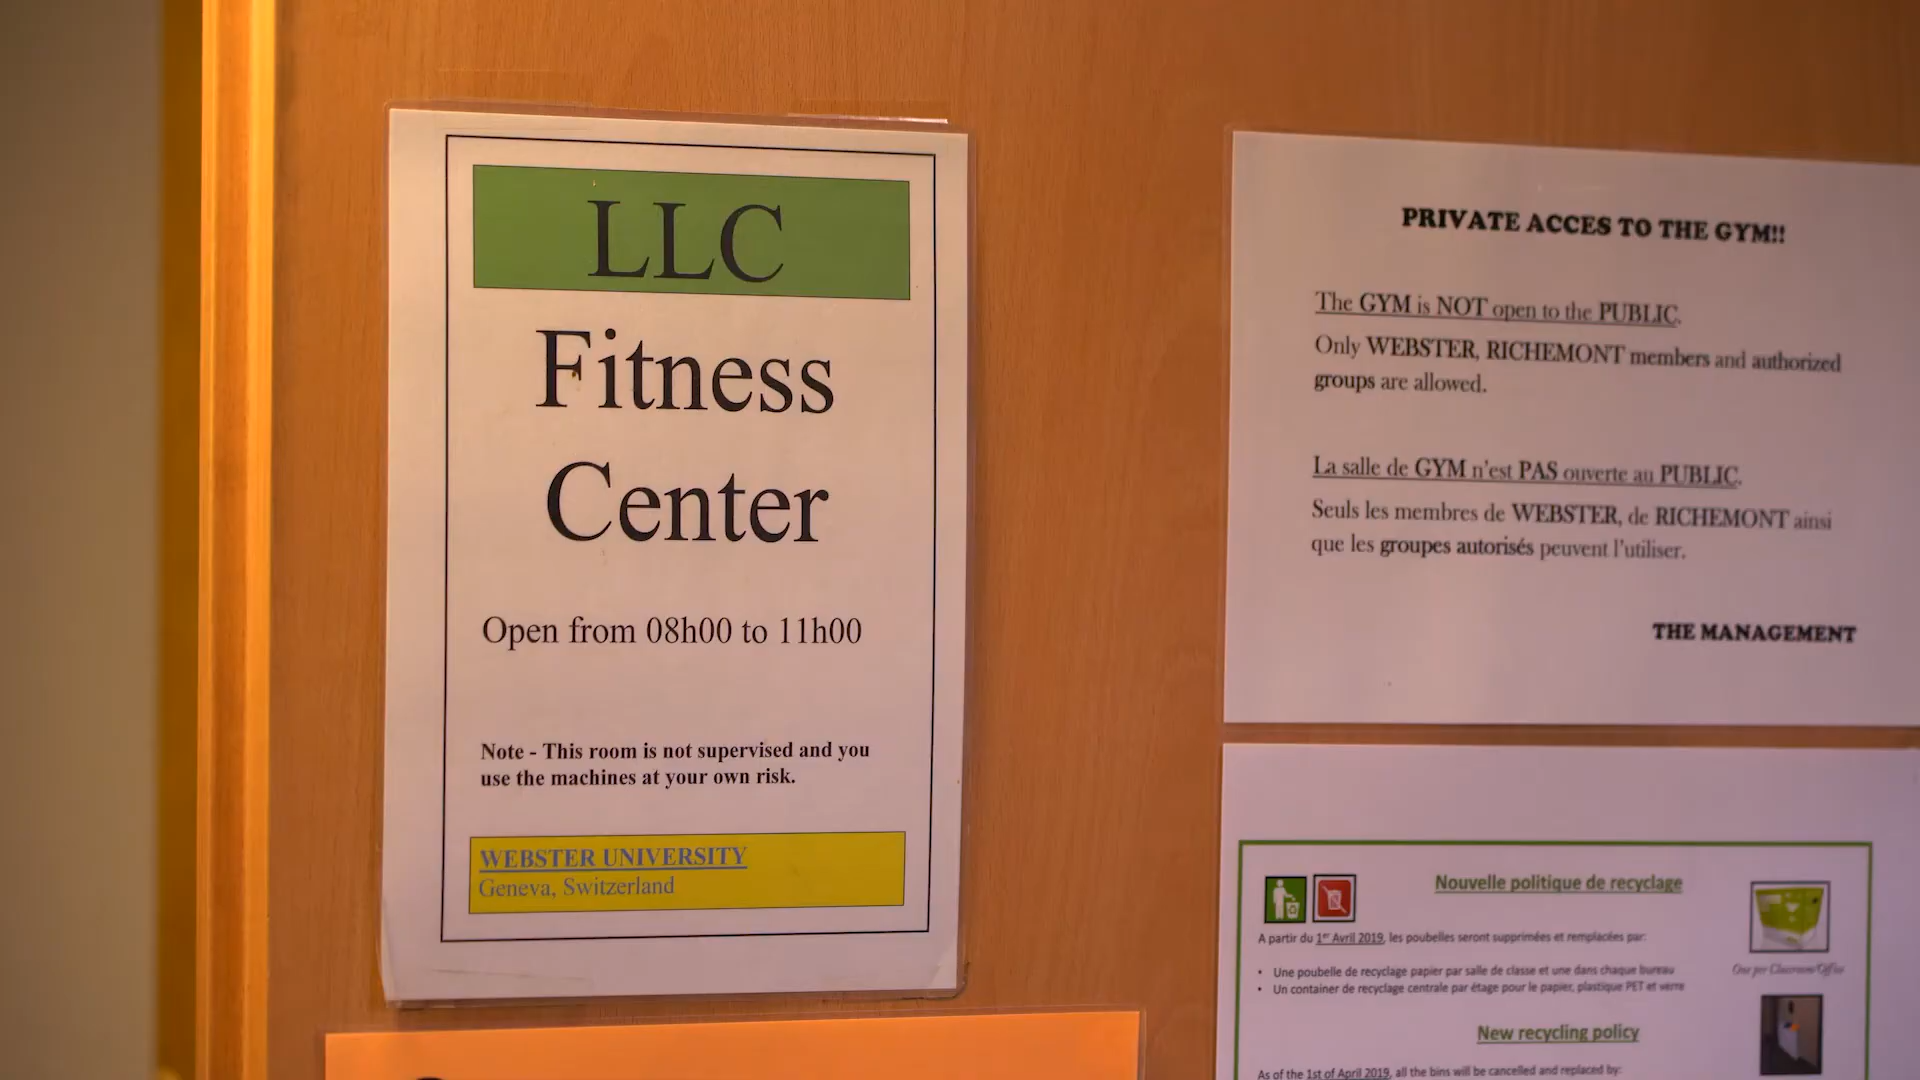 LLC
Fitness
Center
Open from 08h00 to 11h00
Note - This room is not supervised and you
use the machines at your own risk.
WEBSTER UNIVERSITY
Geneva, Switzerland
PRIVATE ACCES TO THE GYM!!
The GYM is NOT open to the PUBLIC.
Only WEBSTER, RICHEMONT members and authorized
groups are allowed.
La salle de GYM n'est PAS ouverte au PUBLIC.
Seuls les membres de WEBSTER, de RICHEMONT ainsi
que les groupes autorisés peuvent l'utiliser.
THE MANAGEMENT
Nouvelle politique de recyclage
A partir du 1er Avril 2019, les poubelles seront supprimées et remplacées par:
• Une poubelle de recyclage papier par salle de classe et une dans chaque bureau
• Un container de recyclage centrale par étage pour le papier, plastique PET et verre
One per Classroom/Office
New recycling policy
As of the 1st of April 2019, all the bins will be cancelled and replaced by: